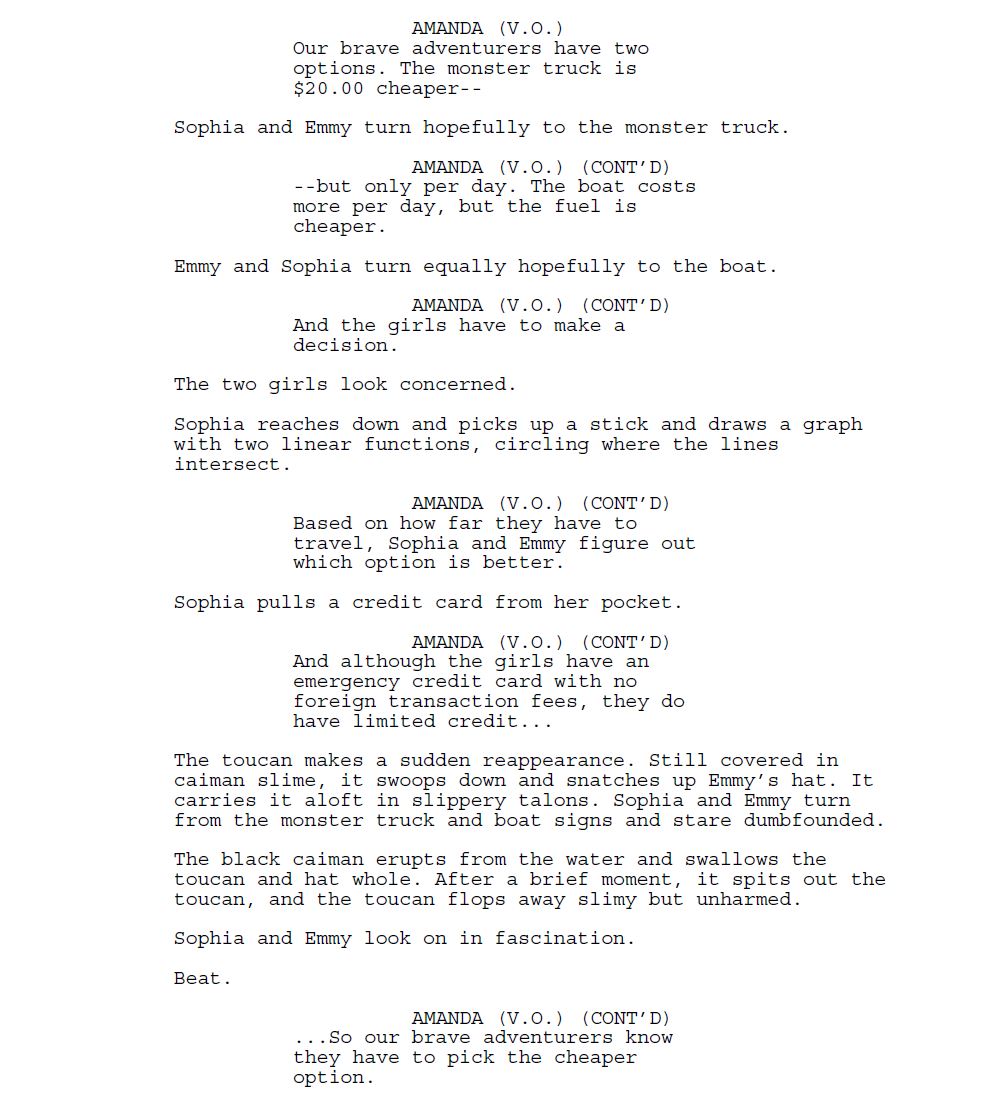 AMANDA (V.O.)
Our brave adventurers have two
options. The monster truck is
$20.00 cheaper--
Sophia and Emmy turn hopefully to the monster truck.
AMANDA (V.O.) (CONT'D)
--but only per day. The boat costs
more per day, but the fuel is
cheaper.
Emmy and Sophia turn equally hopefully to the boat.
AMANDA (V.O.) (CONT'D)
And the girls have to make a
decision.
The two girls look concerned.
Sophia reaches down and picks up a stick and draws a graph
with two linear functions, circling where the lines
intersect.
AMANDA (V.O.) (CONT'D)
Based on how far they have to
travel, Sophia and Emmy figure out
which option is better.
Sophia pulls a credit card from her pocket.
AMANDA (V.O.) (CONT'D)
And although the girls have an
emergency credit card with no
foreign transaction fees, they do
have limited credit...
The toucan makes a sudden reappearance. Still covered in
caiman slime, it swoops down and snatches up Emmy's hat. It
carries it aloft in slippery talons. Sophia and Emmy turn
from the monster truck and boat signs and stare dumbfounded.
The black caiman erupts from the water and swallows the
toucan and hat whole. After a brief moment, it spits out the
toucan, and the toucan flops away slimy but unharmed.
Sophia and Emmy look on in fascination.
Beat.
AMANDA (V.O.) (CONT'D)
...So our brave adventurers know
they have to pick the cheaper
option.